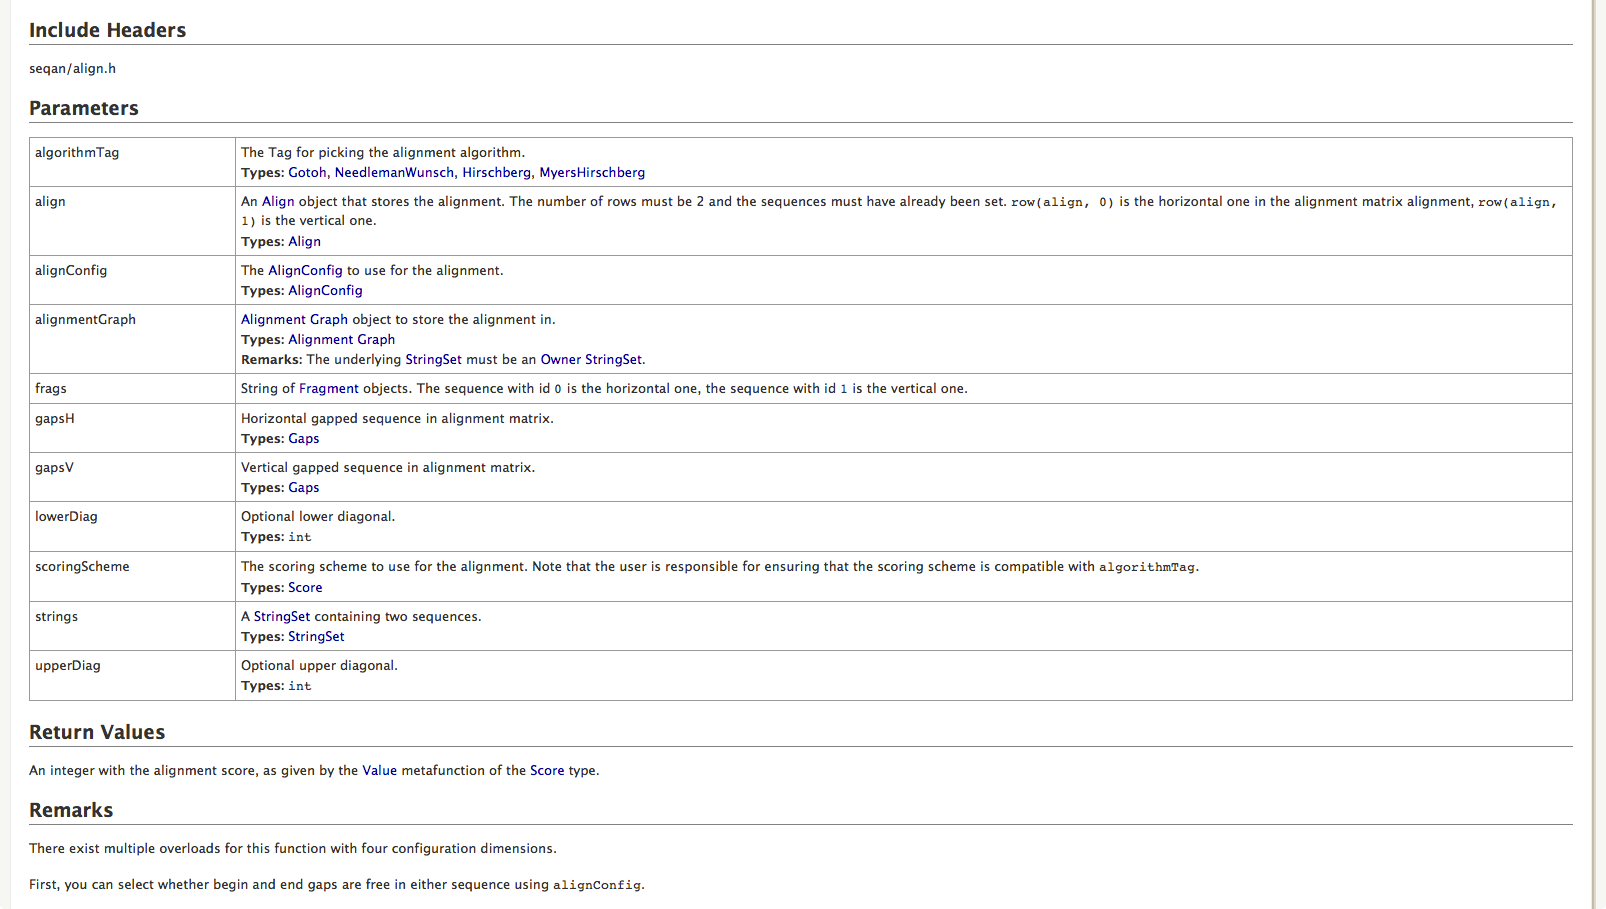 Include Headers
seqan/align.h
Parameters
algorithmTag
The Tag for picking the alignment algorithm.
Types: Gotoh, NeedlemanWunsch, Hirschberg, MyersHirschberg
align
An Align object that stores the alignment. The number of rows must be 2 and the sequences must have already been set. row(align, 0) is the horizontal one in the alignment matrix alignment, row(align,
1) is the vertical one.
Types: Align
alignConfig
The AlignConfig to use for the alignment.
Types: AlignConfig
alignmentGraph
Alignment Graph object to store the alignment in.
Types: Alignment Graph
Remarks: The underlying StringSet must be an Owner StringSet.
frags
String of Fragment objects. The sequence with id 0 is the horizontal one, the sequence with id 1 is the vertical one.
gapsH
Horizontal gapped sequence in alignment matrix.
Types: Gaps
gapsV
Vertical gapped sequence in alignment matrix.
Types: Gaps
lowerDiag
Optional lower diagonal.
Types: int
scoringScheme
The scoring scheme to use for the alignment. Note that the user is responsible for ensuring that the scoring scheme is compatible with algorithmTag.
Types: Score
strings
A StringSet containing two sequences.
Types: StringSet
upperDiag
Optional upper diagonal.
Types: int
Return Values
An integer with the alignment score, as given by the Value metafunction of the Score type.
Remarks
There exist multiple overloads for this function with four configuration dimensions.
First, you can select whether begin and end gaps are free in either sequence using alignConfig.